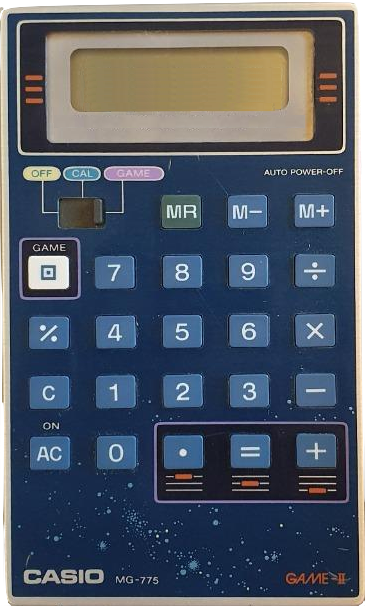 OFF CAL GAME AUTO POWER-OFF
MR M− M+
GAME
7 8 9 ÷
% 4 5 6 ×
C 1 2 3 −
ON
AC 0 · = +
CASIO MG-775 GAME-II